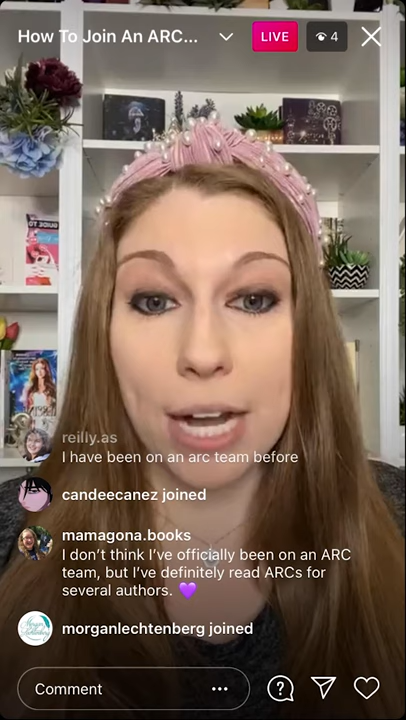 How To Join An ARC...
LIVE
4
reilly.as
I have been on an arc team before
candeecanez joined
mamagona.books
I don't think I've officially been on an ARC
team, but I've definitely read ARCs for
several authors. 💜
morganlechtenberg joined
Comment